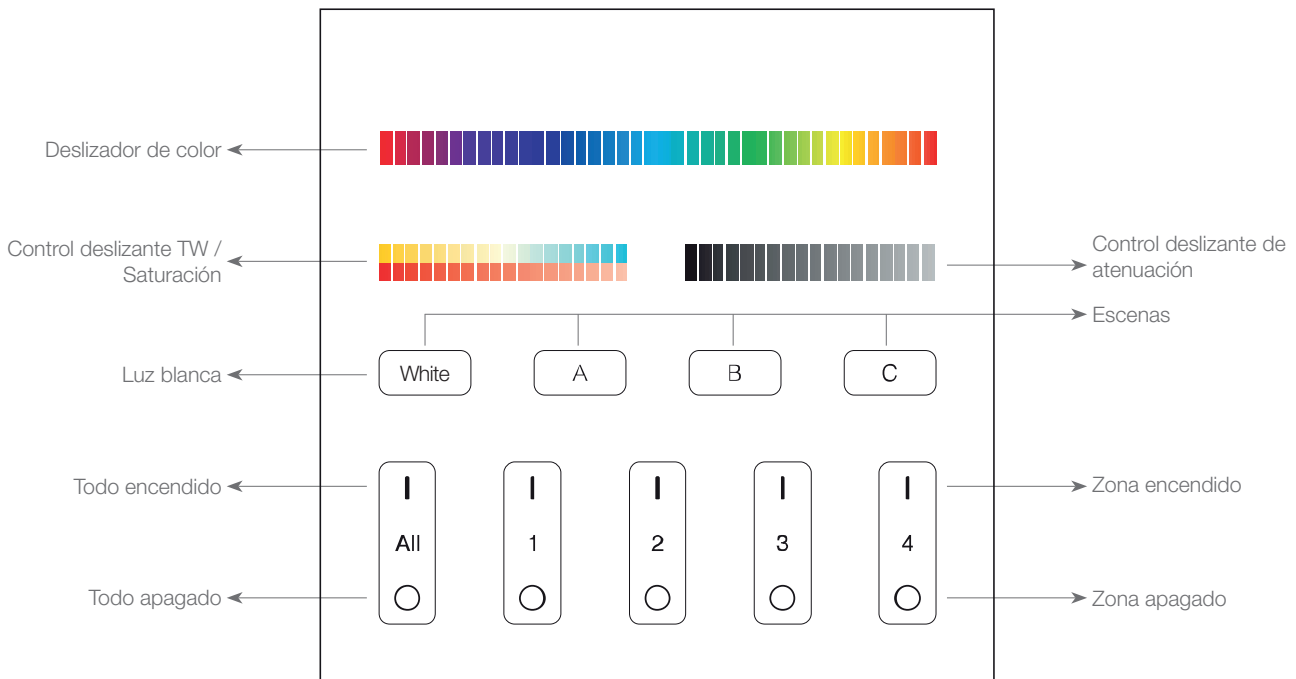 Deslizador de color
Control deslizante TW /
Saturación
Control deslizante de
atenuación
Escenas
Luz blanca
White
A
B
C
Todo encendido
Zona encendido
All
1
2
3
4
Todo apagado
Zona apagado